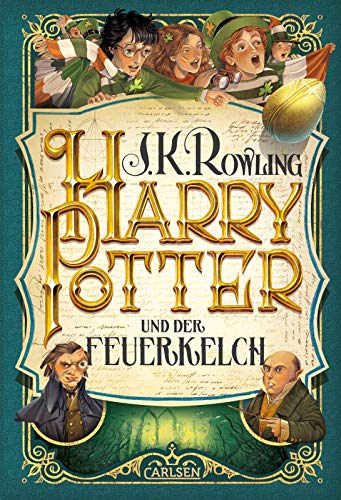 J.K. ROWLING
HARRY
POTTER
UND DER
FEUERKELCH
CARLSEN